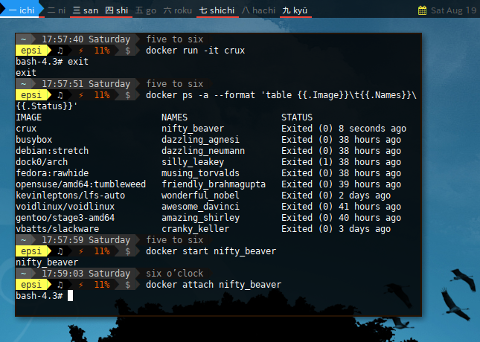 一 ichi 二 ni 三 san 四 shi 五 go 六 roku 七 shichi 八 hachi 九 kyū Sat Aug 19
~ 17:57:40 Saturday five to six
epsi ♫ ⚡ 11% $ docker run -it crux
bash-4.3# exit
exit
~ 17:57:51 Saturday five to six
epsi ♫ ⚡ 11% $ docker ps -a --format 'table {{.Image}}\t{{.Names}}\
{{.Status}}'
IMAGE NAMES STATUS
crux nifty_beaver Exited (0) 8 seconds ago
busybox dazzling_agnesi Exited (0) 38 hours ago
debian:stretch dazzling_neumann Exited (0) 38 hours ago
dock0/arch silly_leakey Exited (1) 38 hours ago
fedora:rawhide musing_torvalds Exited (0) 38 hours ago
opensuse/amd64:tumbleweed friendly_brahmagupta Exited (0) 39 hours ago
kevinleptons/lfs-auto wonderful_nobel Exited (0) 2 days ago
voidlinux/voidlinux awesome_davinci Exited (0) 41 hours ago
gentoo/stage3-amd64 amazing_shirley Exited (0) 40 hours ago
vbatts/slackware cranky_keller Exited (0) 3 days ago
~ 17:57:59 Saturday five to six
epsi ♫ ⚡ 11% $ docker start nifty_beaver
nifty_beaver
~ 17:59:03 Saturday six o'clock
epsi ♫ ⚡ 11% $ docker attach nifty_beaver
bash-4.3#